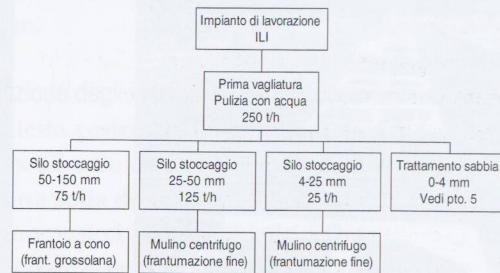 Impianto di lavorazione
ILI
Prima vagliatura
Pulizia con acqua
250 t/h
Silo stoccaggio
50-150 mm
75 t/h
Silo stoccaggio
25-50 mm
125 t/h
Silo stoccaggio
4-25 mm
25 t/h
Trattamento sabbia
0-4 mm
Vedi pto. 5
Frantoio a cono
(frant. grossolana)
Mulino centrifugo
(frantumazione fine)
Mulino centrifugo
(frantumazione fine)